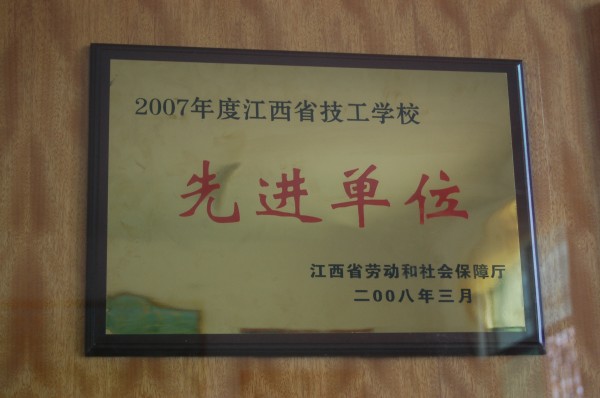 2007年度江西省技工学校
先进单位
江西省劳动和社会保障厅
二00八年三月